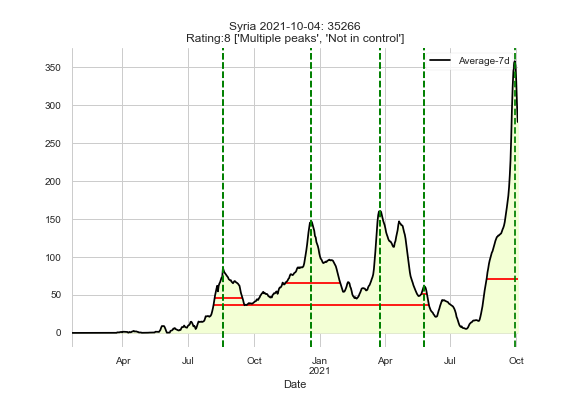 Syria 2021-10-04: 35266
Rating:8 ['Multiple peaks', 'Not in control']
Average-7d
350
300
250
200
150
100
50
0
Apr
Jul
Oct
Jan
2021
Apr
Jul
Oct
Date